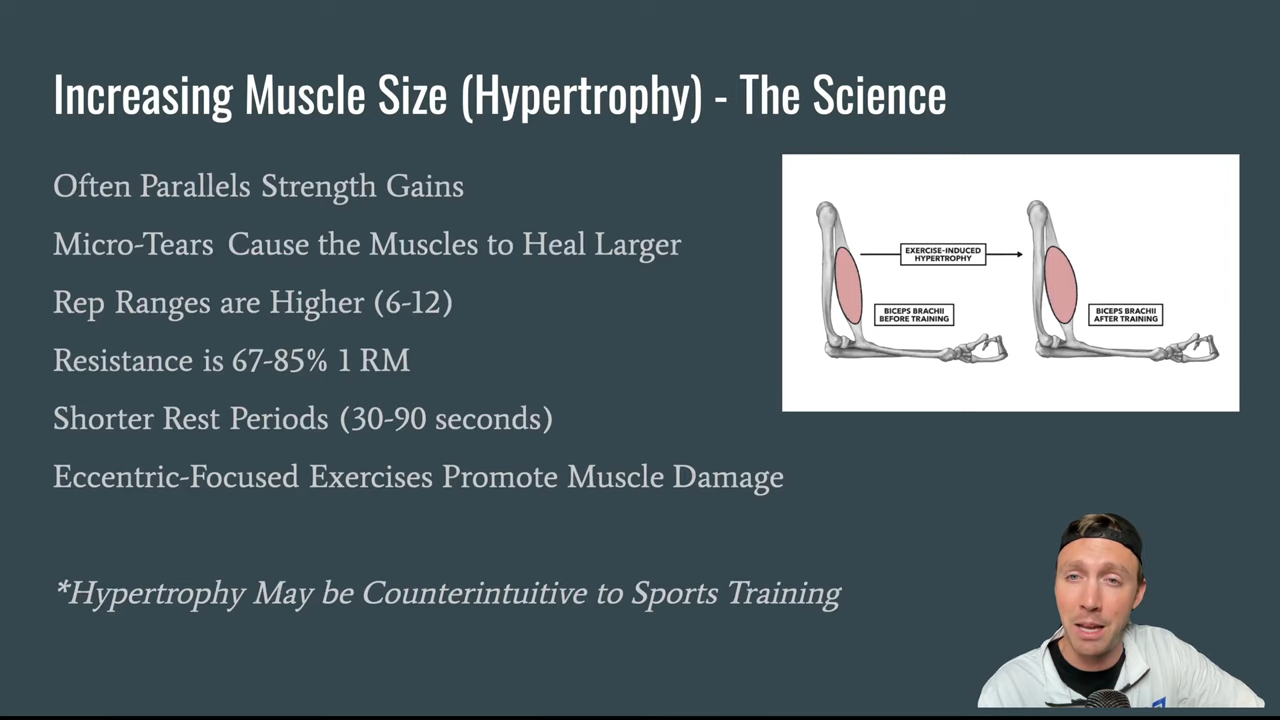 Increasing Muscle Size (Hypertrophy) - The Science
Often Parallels Strength Gains
Micro-Tears Cause the Muscles to Heal Larger
Rep Ranges are Higher (6-12)
Resistance is 67-85% 1 RM
Shorter Rest Periods (30-90 seconds)
Eccentric-Focused Exercises Promote Muscle Damage
*Hypertrophy May be Counterintuitive to Sports Training
EXERCISE-INDUCED
HYPERTROPHY
BICEPS BRACHII
BEFORE TRAINING
BICEPS BRACHII
AFTER TRAINING